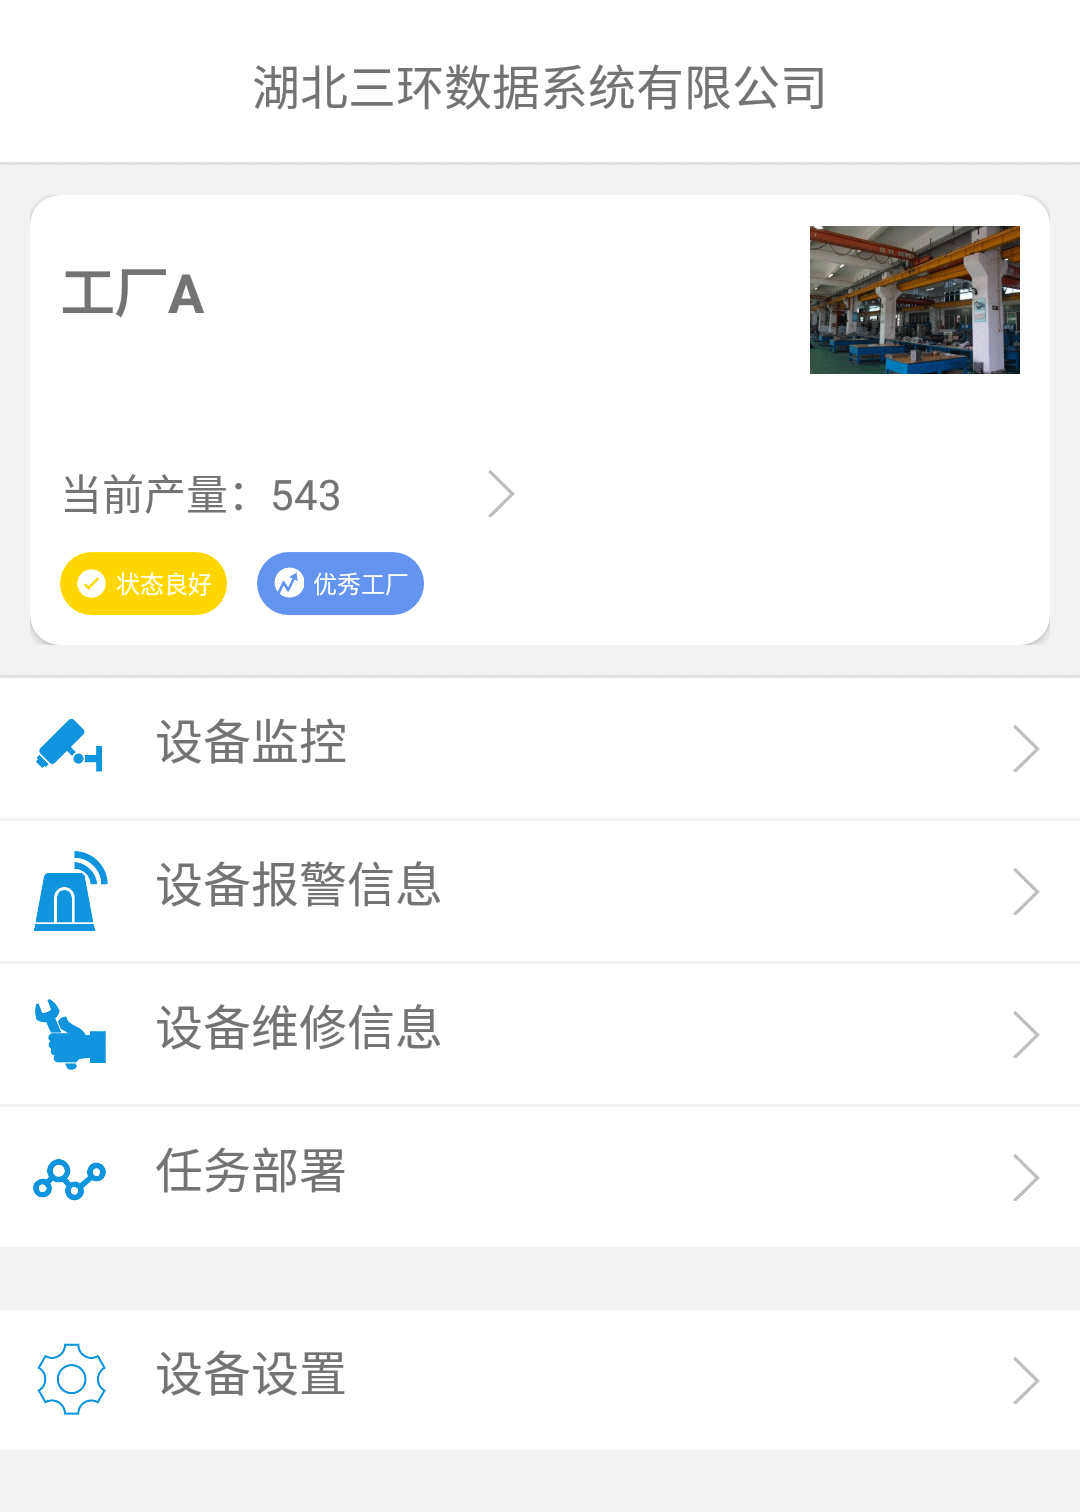 湖北三环数据系统有限公司
工厂A
当前产量：543
状态良好 优秀工厂
设备监控
设备报警信息
设备维修信息
任务部署
设备设置